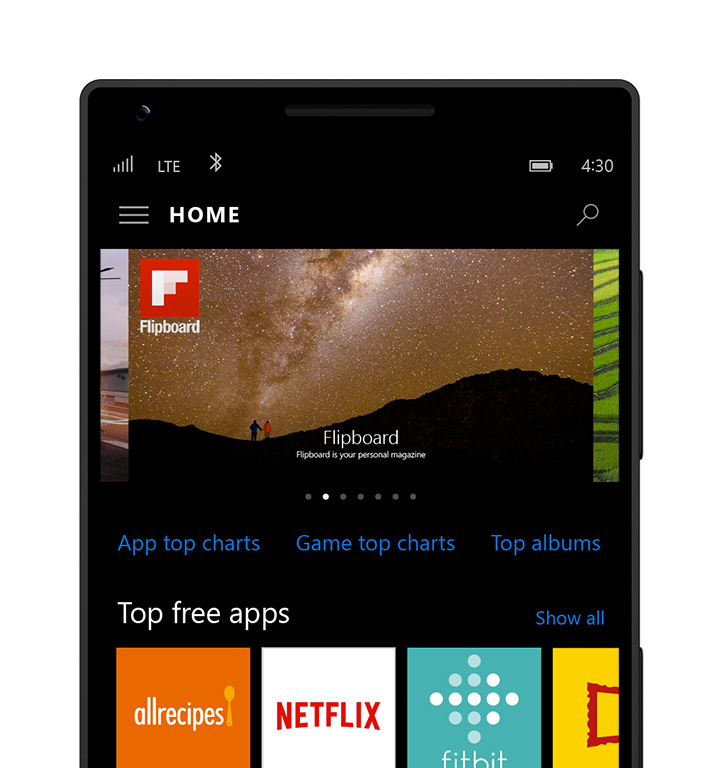 LTE 4:30
HOME
Flipboard
Flipboard
Flipboard is your personal magazine
App top charts Game top charts Top albums
Top free apps Show all
allrecipes NETFLIX fitbit